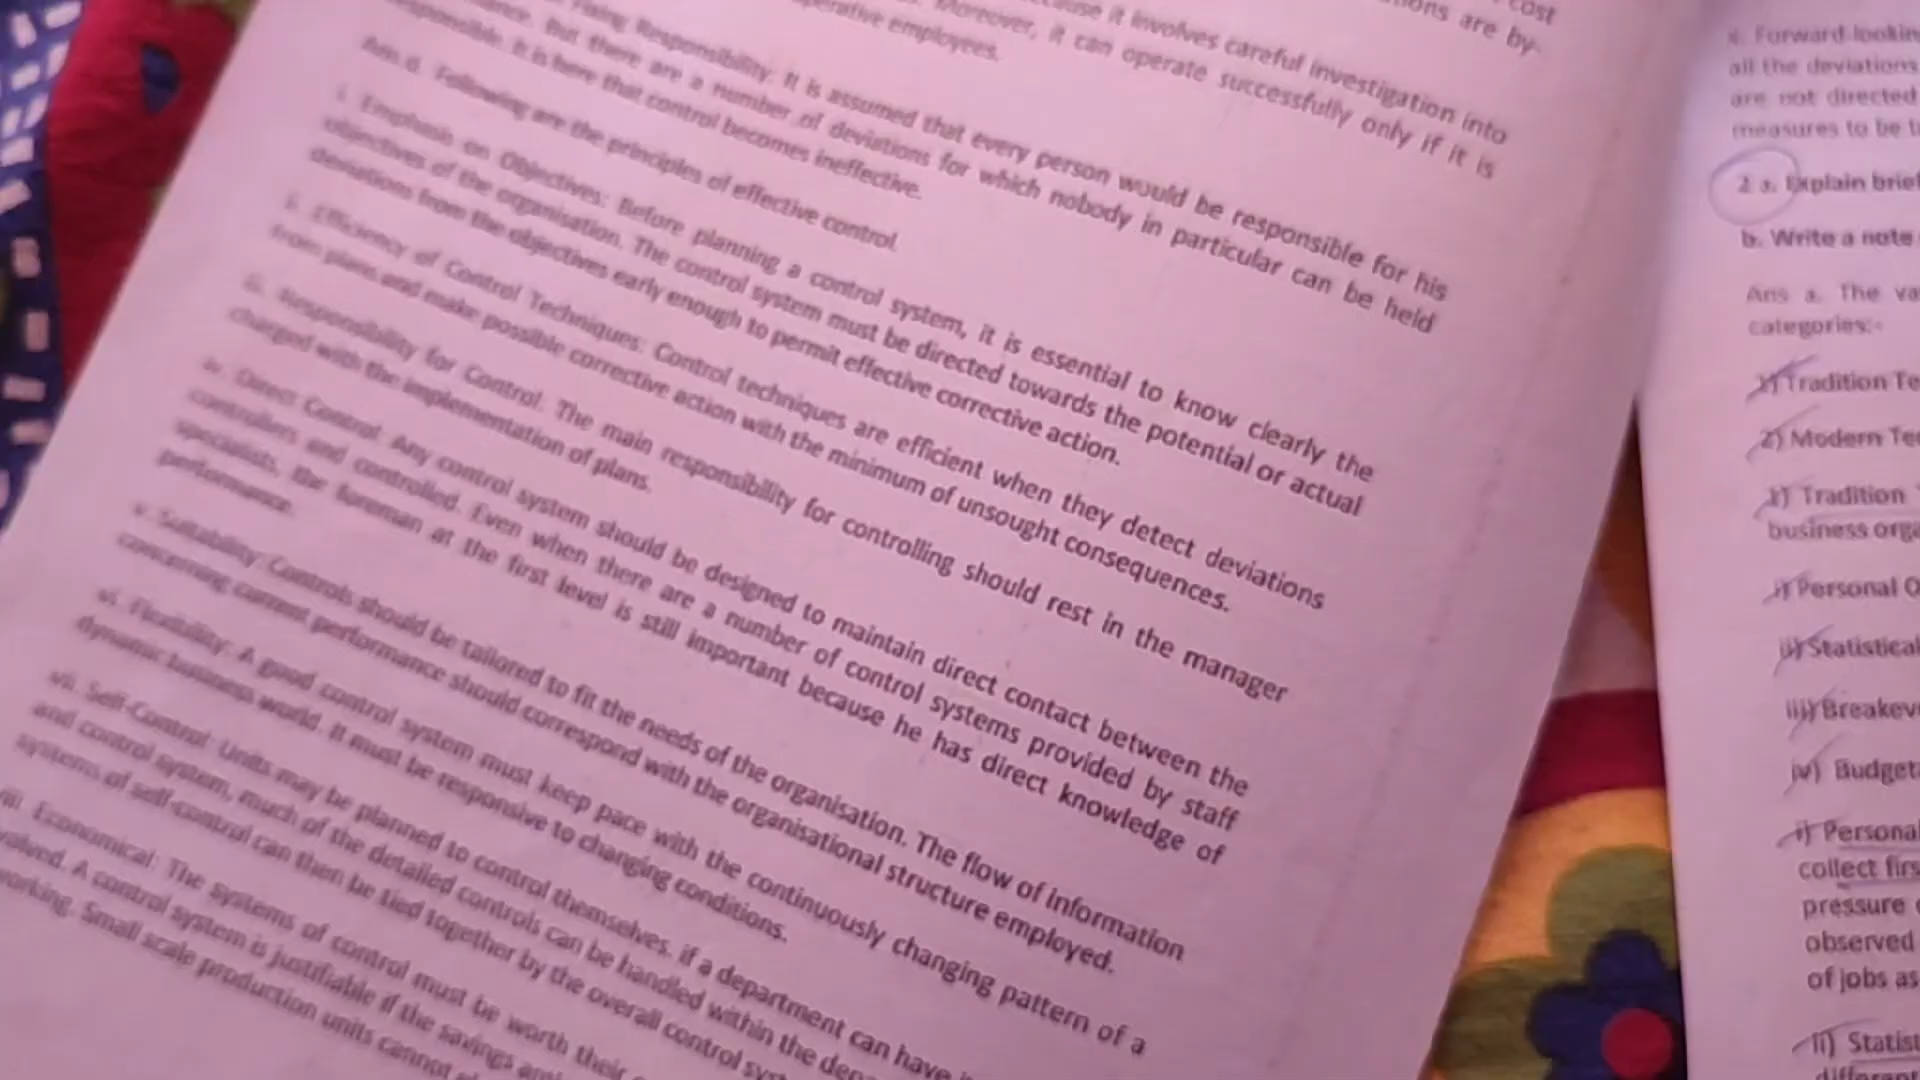 cost
ions are by-
cause it involves careful investigation into
Moreover, it can operate successfully only if it is
operative employees.
Fixing Responsibility: It is assumed that every person would be responsible for his
But there are a number of deviations for which nobody in particular can be held
responsible. It is here that control becomes ineffective.
Ans d. Following are the principles of effective control.
i. Emphasis on Objectives: Before planning a control system, it is essential to know clearly the
objectives of the organisation. The control system must be directed towards the potential or actual
deviations from the objectives early enough to permit effective corrective action.
ii. Efficiency of Control Techniques: Control techniques are efficient when they detect deviations
from plans and make possible corrective action with the minimum of unsought consequences.
iii. Responsibility for Control: The main responsibility for controlling should rest in the manager
charged with the implementation of plans.
iv. Direct Control: Any control system should be designed to maintain direct contact between the
controllers and controlled. Even when there are a number of control systems provided by staff
specialists, the foreman at the first level is still important because he has direct knowledge of
performance.
v. Suitability: Controls should be tailored to fit the needs of the organisation. The flow of information
concerning current performance should correspond with the organisational structure employed.
vi. Flexibility: A good control system must keep pace with the continuously changing pattern of a
dynamic business world. It must be responsive to changing conditions.
vii. Self-Control: Units may be planned to control themselves. if a department can have
and control system, much of the detailed controls can be handled within the dep
systems of self-control can then be tied together by the overall control syst
viii. Economical: The systems of control must be worth their
volved. A control system is justifiable if the savings
working. Small scale production units cannot
Forward-lookin
all the deviations
are not directed
measures to be t
2 a. Explain brief
b. Write a note
Ans a. The va
categories:-
1) Tradition Te
2) Modern Te
1) Tradition
business orga
i) Personal O
ii) Statistical
iii) Breakev
iv) Budget
i) Persona
collect firs
pressure
observed
of jobs as
ii) Statist
different